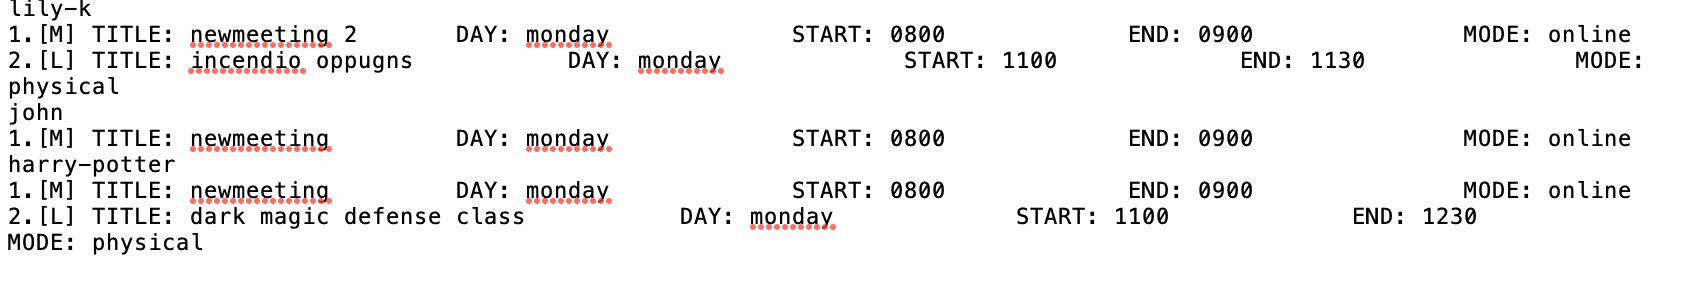 lily-k
1.[M] TITLE: newmeeting 2 DAY: monday START: 0800 END: 0900 MODE: online
2.[L] TITLE: incendio oppugns DAY: monday START: 1100 END: 1130 MODE:
physical
john
1.[M] TITLE: newmeeting DAY: monday START: 0800 END: 0900 MODE: online
harry-potter
1.[M] TITLE: newmeeting DAY: monday START: 0800 END: 0900 MODE: online
2.[L] TITLE: dark magic defense class DAY: monday START: 1100 END: 1230
MODE: physical